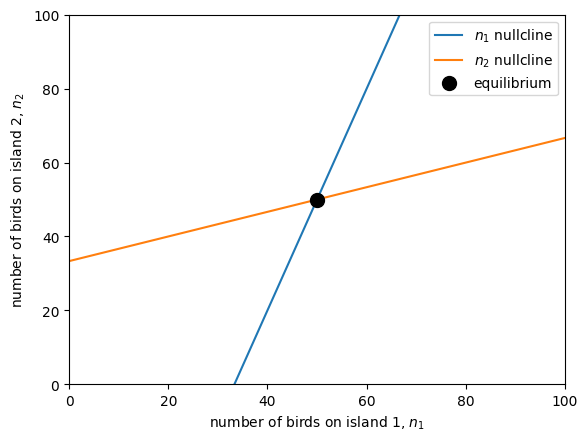 100
80
60
40
20
0
number of birds on island 2, n₂
n₁ nullcline
n₂ nullcline
equilibrium
0 20 40 60 80 100
number of birds on island 1, n₁